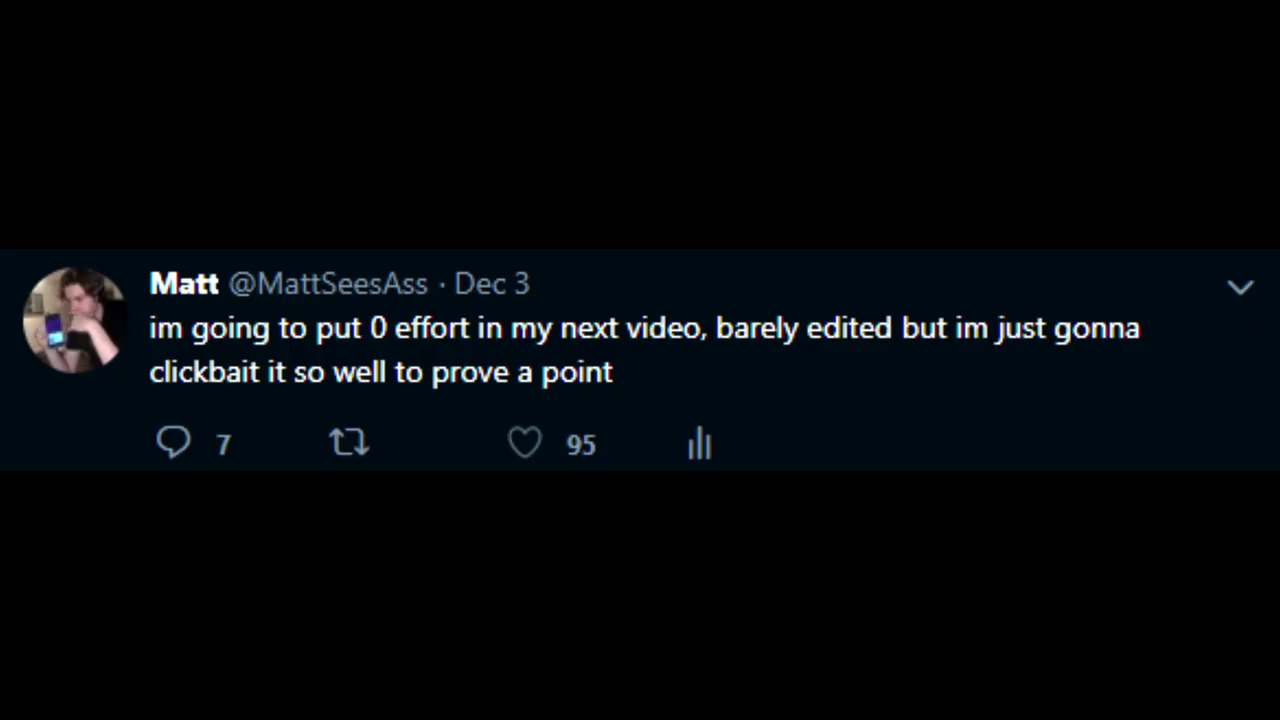 Matt @MattSeesAss · Dec 3
im going to put 0 effort in my next video, barely edited but im just gonna
clickbait it so well to prove a point
7 95